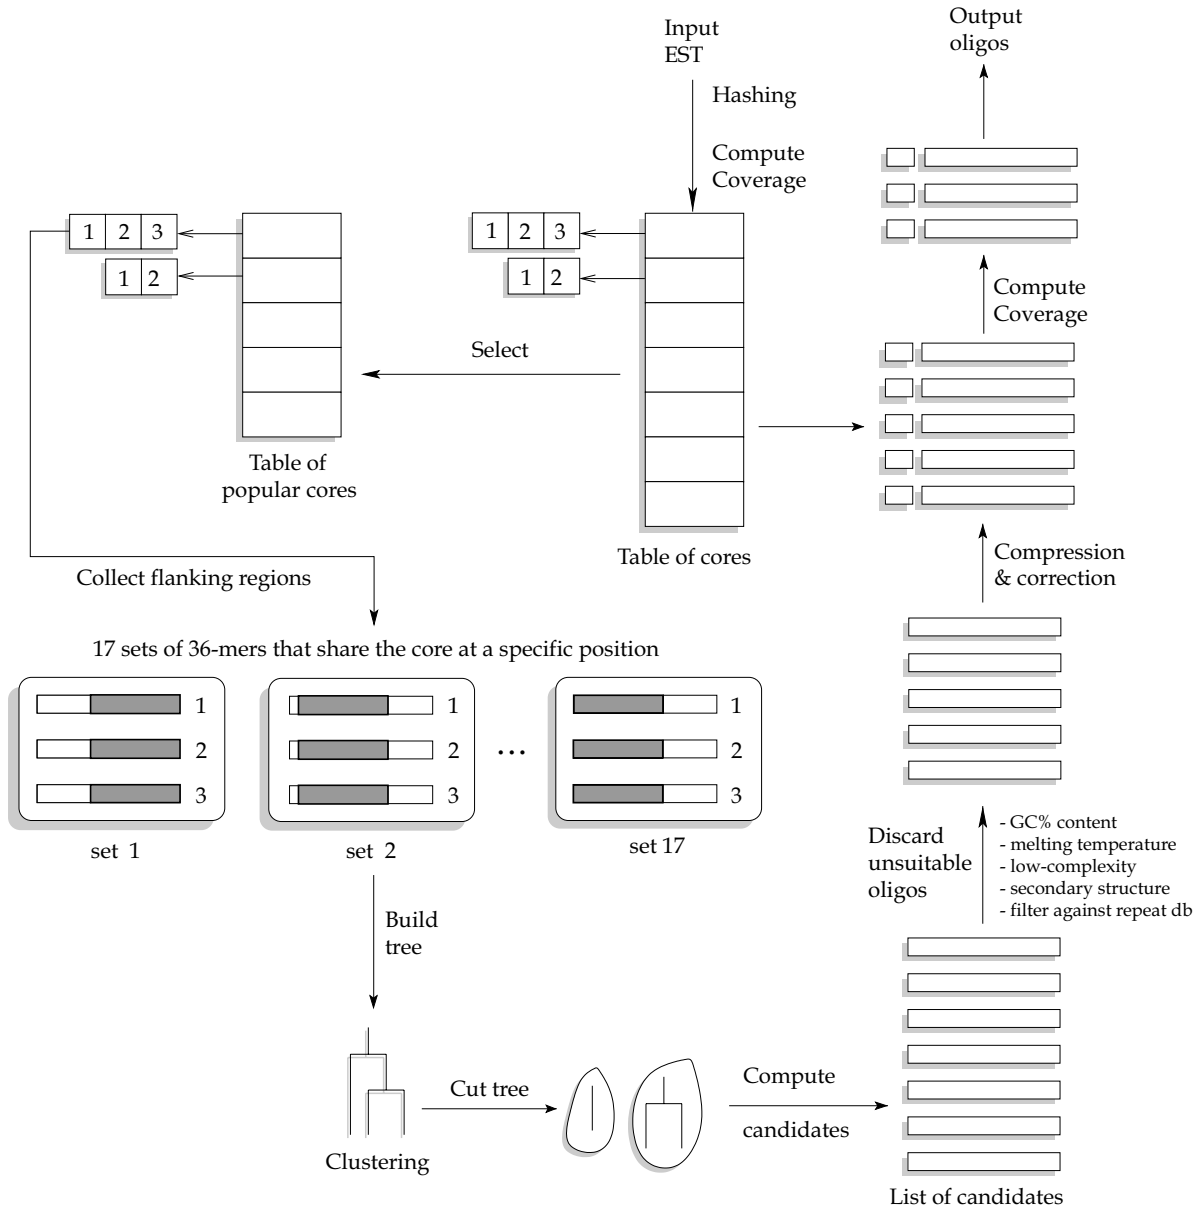 Input
EST
Hashing
Compute
Coverage
Output
oligos
1 2 3
1 2
1 2 3
1 2
Select
Compute
Coverage
Table of
popular cores
Table of cores
Compression
& correction
Collect flanking regions
17 sets of 36-mers that share the core at a specific position
1
2
3
set 1
1
2
3
set 2
...
1
2
3
set 17
Discard
unsuitable
oligos
- GC% content
- melting temperature
- low-complexity
- secondary structure
- filter against repeat db
Build
tree
Clustering
Cut tree
Compute
candidates
List of candidates